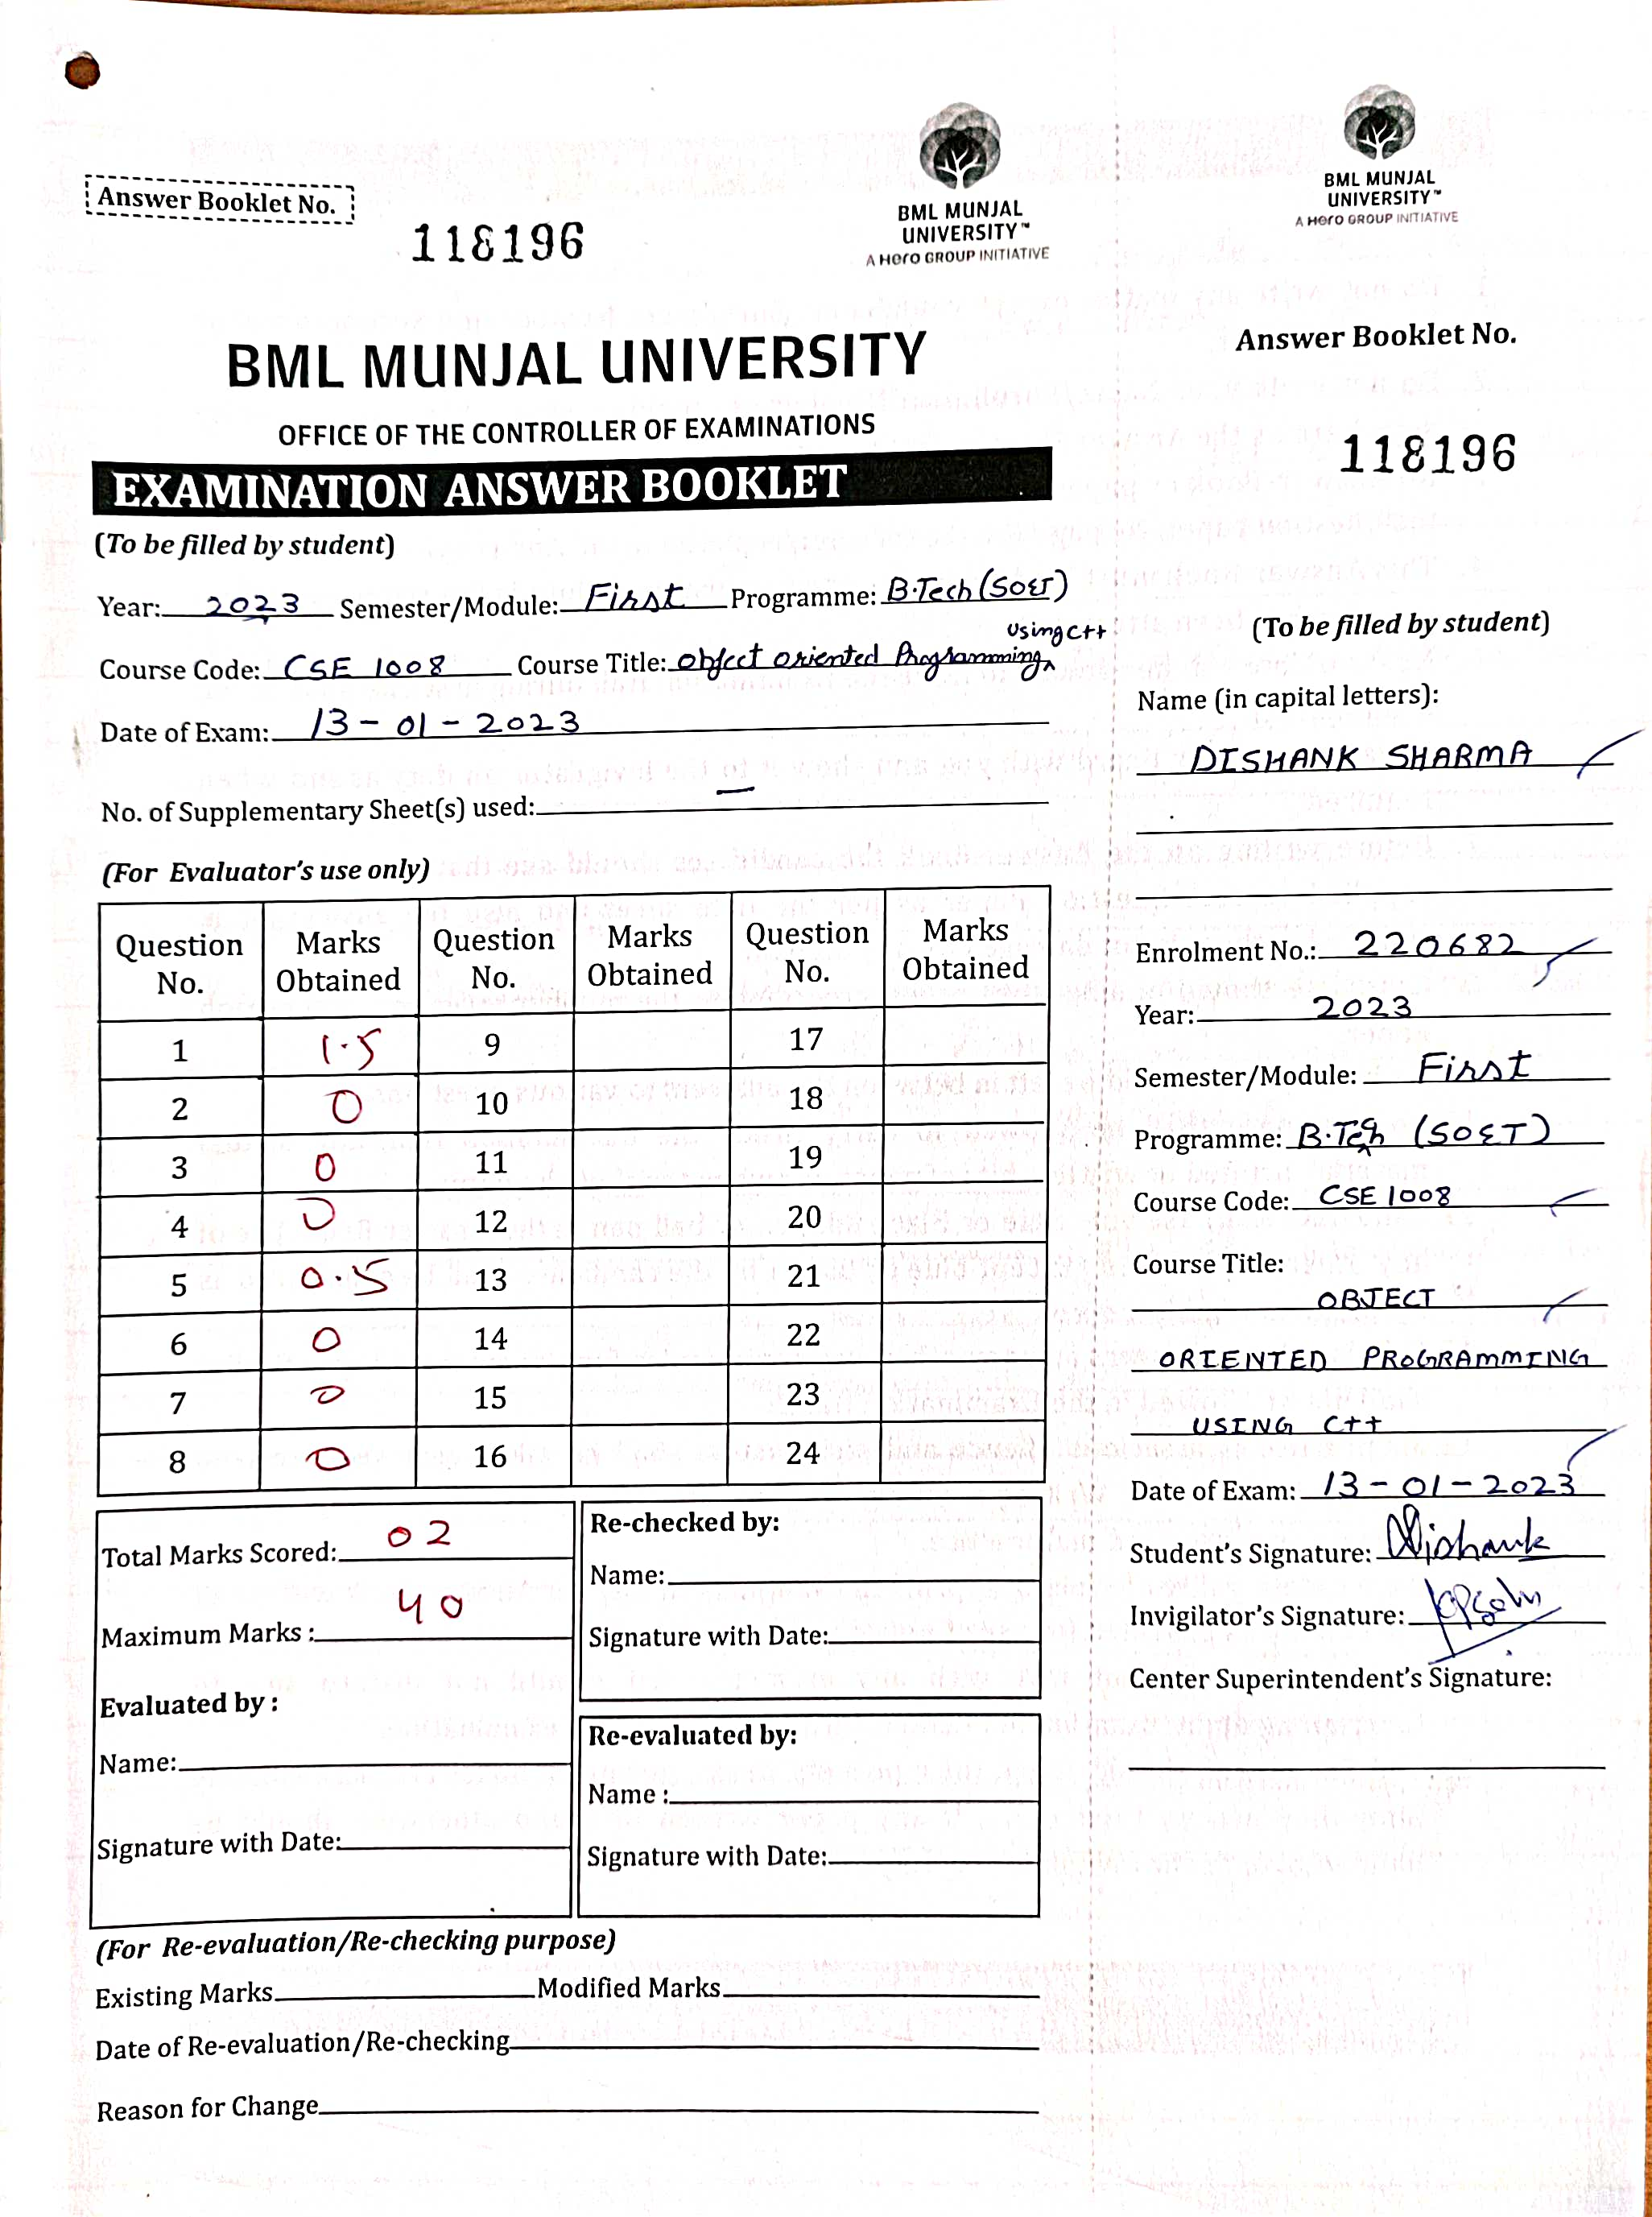 Answer Booklet No.
118196
BML MUNJAL
UNIVERSITY™
A Hero GROUP INITIATIVE
BML MUNJAL UNIVERSITY
OFFICE OF THE CONTROLLER OF EXAMINATIONS
EXAMINATION ANSWER BOOKLET
(To be filled by student)
Year: 2023 Semester/Module: First Programme: B.Tech (SOET)
using C++
Course Code: CSE 1008 Course Title: Object oriented Programming
Date of Exam: 13-01-2023
No. of Supplementary Sheet(s) used: —
(For Evaluator's use only)
Question No. Marks Obtained Question No. Marks Obtained Question No. Marks Obtained
1 1.5 9 17
2 0 10 18
3 0 11 19
4 0 12 20
5 0.5 13 21
6 0 14 22
7 0 15 23
8 0 16 24
Total Marks Scored: 02
Maximum Marks : 40
Evaluated by :
Name:
Signature with Date:
Re-checked by:
Name:
Signature with Date:
Re-evaluated by:
Name :
Signature with Date:
(For Re-evaluation/Re-checking purpose)
Existing Marks Modified Marks
Date of Re-evaluation/Re-checking
Reason for Change
BML MUNJAL
UNIVERSITY™
A Hero GROUP INITIATIVE
Answer Booklet No.
118196
(To be filled by student)
Name (in capital letters):
DISHANK SHARMA
Enrolment No.: 220682
Year: 2023
Semester/Module: First
Programme: B.Tech (SOET)
Course Code: CSE 1008
Course Title:
OBJECT
ORIENTED PROGRAMMING
USING C++
Date of Exam: 13-01-2023
Student's Signature: Dishank
Invigilator's Signature:
Center Superintendent's Signature: